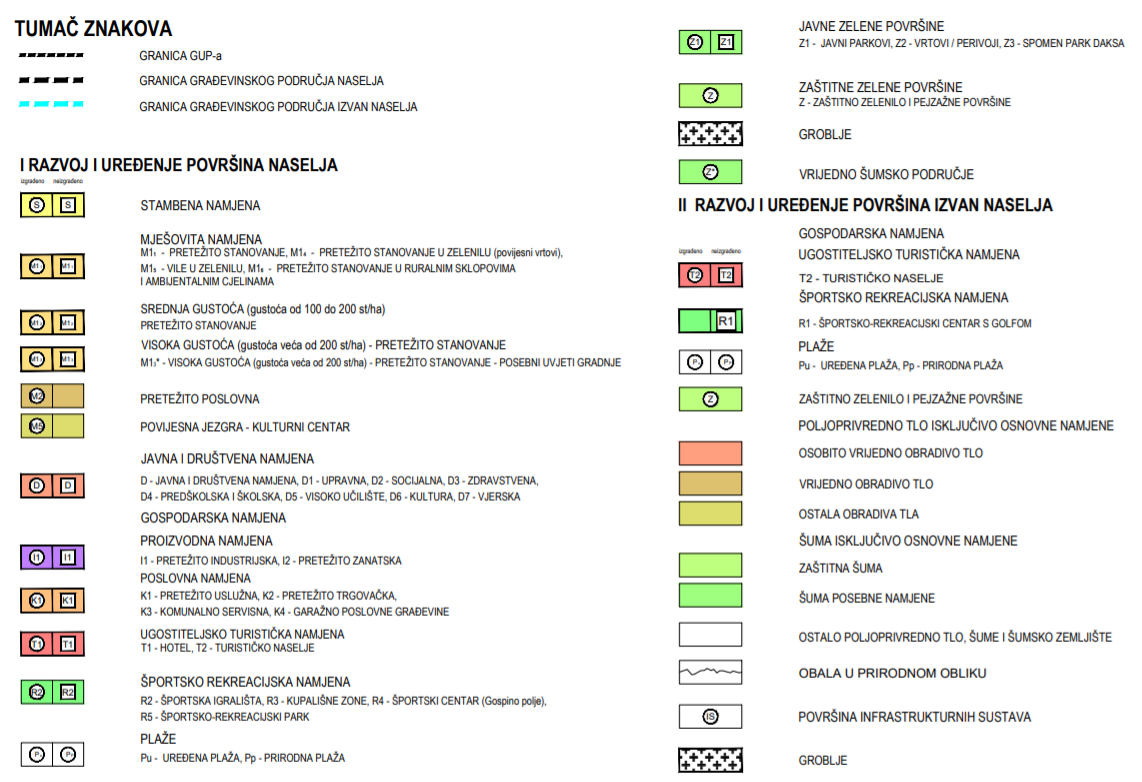 TUMAČ ZNAKOVA
GRANICA GUP-a
GRANICA GRAĐEVINSKOG PODRUČJA NASELJA
GRANICA GRAĐEVINSKOG PODRUČJA IZVAN NASELJA
I RAZVOJ I UREĐENJE POVRŠINA NASELJA
izgrađeno neizgrađeno
S S STAMBENA NAMJENA
MJEŠOVITA NAMJENA
M1₁ - PRETEŽITO STANOVANJE, M1₄ - PRETEŽITO STANOVANJE U ZELENILU (povijesni vrtovi),
M1₅ - VILE U ZELENILU, M1₆ - PRETEŽITO STANOVANJE U RURALNIM SKLOPOVIMA
I AMBIJENTALNIM CJELINAMA
SREDNJA GUSTOĆA (gustoća od 100 do 200 st/ha)
PRETEŽITO STANOVANJE
VISOKA GUSTOĆA (gustoća veća od 200 st/ha) - PRETEŽITO STANOVANJE
M1₃* - VISOKA GUSTOĆA (gustoća veća od 200 st/ha) - PRETEŽITO STANOVANJE - POSEBNI UVJETI GRADNJE
M2 PRETEŽITO POSLOVNA
M5 POVIJESNA JEZGRA - KULTURNI CENTAR
JAVNA I DRUŠTVENA NAMJENA
D D D - JAVNA I DRUŠTVENA NAMJENA, D1 - UPRAVNA, D2 - SOCIJALNA, D3 - ZDRAVSTVENA,
D4 - PREDŠKOLSKA I ŠKOLSKA, D5 - VISOKO UČILIŠTE, D6 - KULTURA, D7 - VJERSKA
GOSPODARSKA NAMJENA
PROIZVODNA NAMJENA
I1 I1 I1 - PRETEŽITO INDUSTRIJSKA, I2 - PRETEŽITO ZANATSKA
POSLOVNA NAMJENA
K1 K1 K1 - PRETEŽITO USLUŽNA, K2 - PRETEŽITO TRGOVAČKA,
K3 - KOMUNALNO SERVISNA, K4 - GARAŽNO POSLOVNE GRAĐEVINE
UGOSTITELJSKO TURISTIČKA NAMJENA
T1 T1 T1 - HOTEL, T2 - TURISTIČKO NASELJE
ŠPORTSKO REKREACIJSKA NAMJENA
R2 R2 R2 - ŠPORTSKA IGRALIŠTA, R3 - KUPALIŠNE ZONE, R4 - ŠPORTSKI CENTAR (Gospino polje),
R5 - ŠPORTSKO-REKREACIJSKI PARK
PLAŽE
Pu - UREĐENA PLAŽA, Pp - PRIRODNA PLAŽA
JAVNE ZELENE POVRŠINE
Z1 Z1 Z1 - JAVNI PARKOVI, Z2 - VRTOVI / PERIVOJI, Z3 - SPOMEN PARK DAKSA
ZAŠTITNE ZELENE POVRŠINE
Z Z - ZAŠTITNO ZELENILO I PEJZAŽNE POVRŠINE
GROBLJE
Z* VRIJEDNO ŠUMSKO PODRUČJE
II RAZVOJ I UREĐENJE POVRŠINA IZVAN NASELJA
GOSPODARSKA NAMJENA
izgrađeno neizgrađeno UGOSTITELJSKO TURISTIČKA NAMJENA
T2 T2 T2 - TURISTIČKO NASELJE
ŠPORTSKO REKREACIJSKA NAMJENA
R1 R1 - ŠPORTSKO-REKREACIJSKI CENTAR S GOLFOM
PLAŽE
Pu - UREĐENA PLAŽA, Pp - PRIRODNA PLAŽA
Z ZAŠTITNO ZELENILO I PEJZAŽNE POVRŠINE
POLJOPRIVREDNO TLO ISKLJUČIVO OSNOVNE NAMJENE
OSOBITO VRIJEDNO OBRADIVO TLO
VRIJEDNO OBRADIVO TLO
OSTALA OBRADIVA TLA
ŠUMA ISKLJUČIVO OSNOVNE NAMJENE
ZAŠTITNA ŠUMA
ŠUMA POSEBNE NAMJENE
OSTALO POLJOPRIVREDNO TLO, ŠUME I ŠUMSKO ZEMLJIŠTE
OBALA U PRIRODNOM OBLIKU
IS POVRŠINA INFRASTRUKTURNIH SUSTAVA
GROBLJE